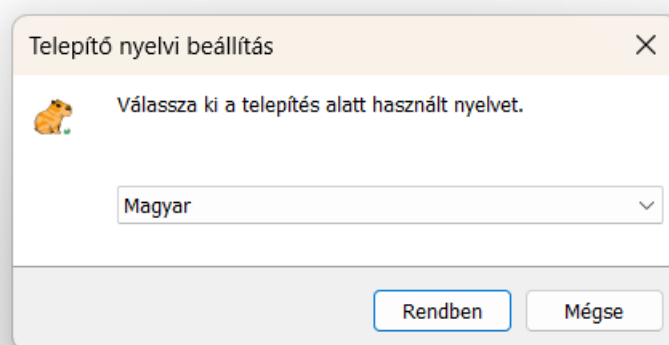 Telepítő nyelvi beállítás
Válassza ki a telepítés alatt használt nyelvet.
Magyar
Rendben
Mégse